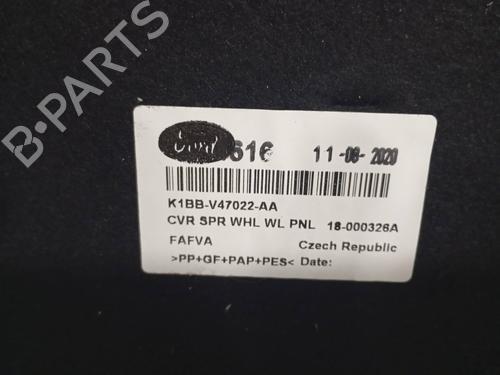 B-PARTS
Ford 616 11-08-2020
K1BB-V47022-AA
CVR SPR WHL WL PNL 18-000326A
FAFVA Czech Republic
>PP+GF+PAP+PES< Date: